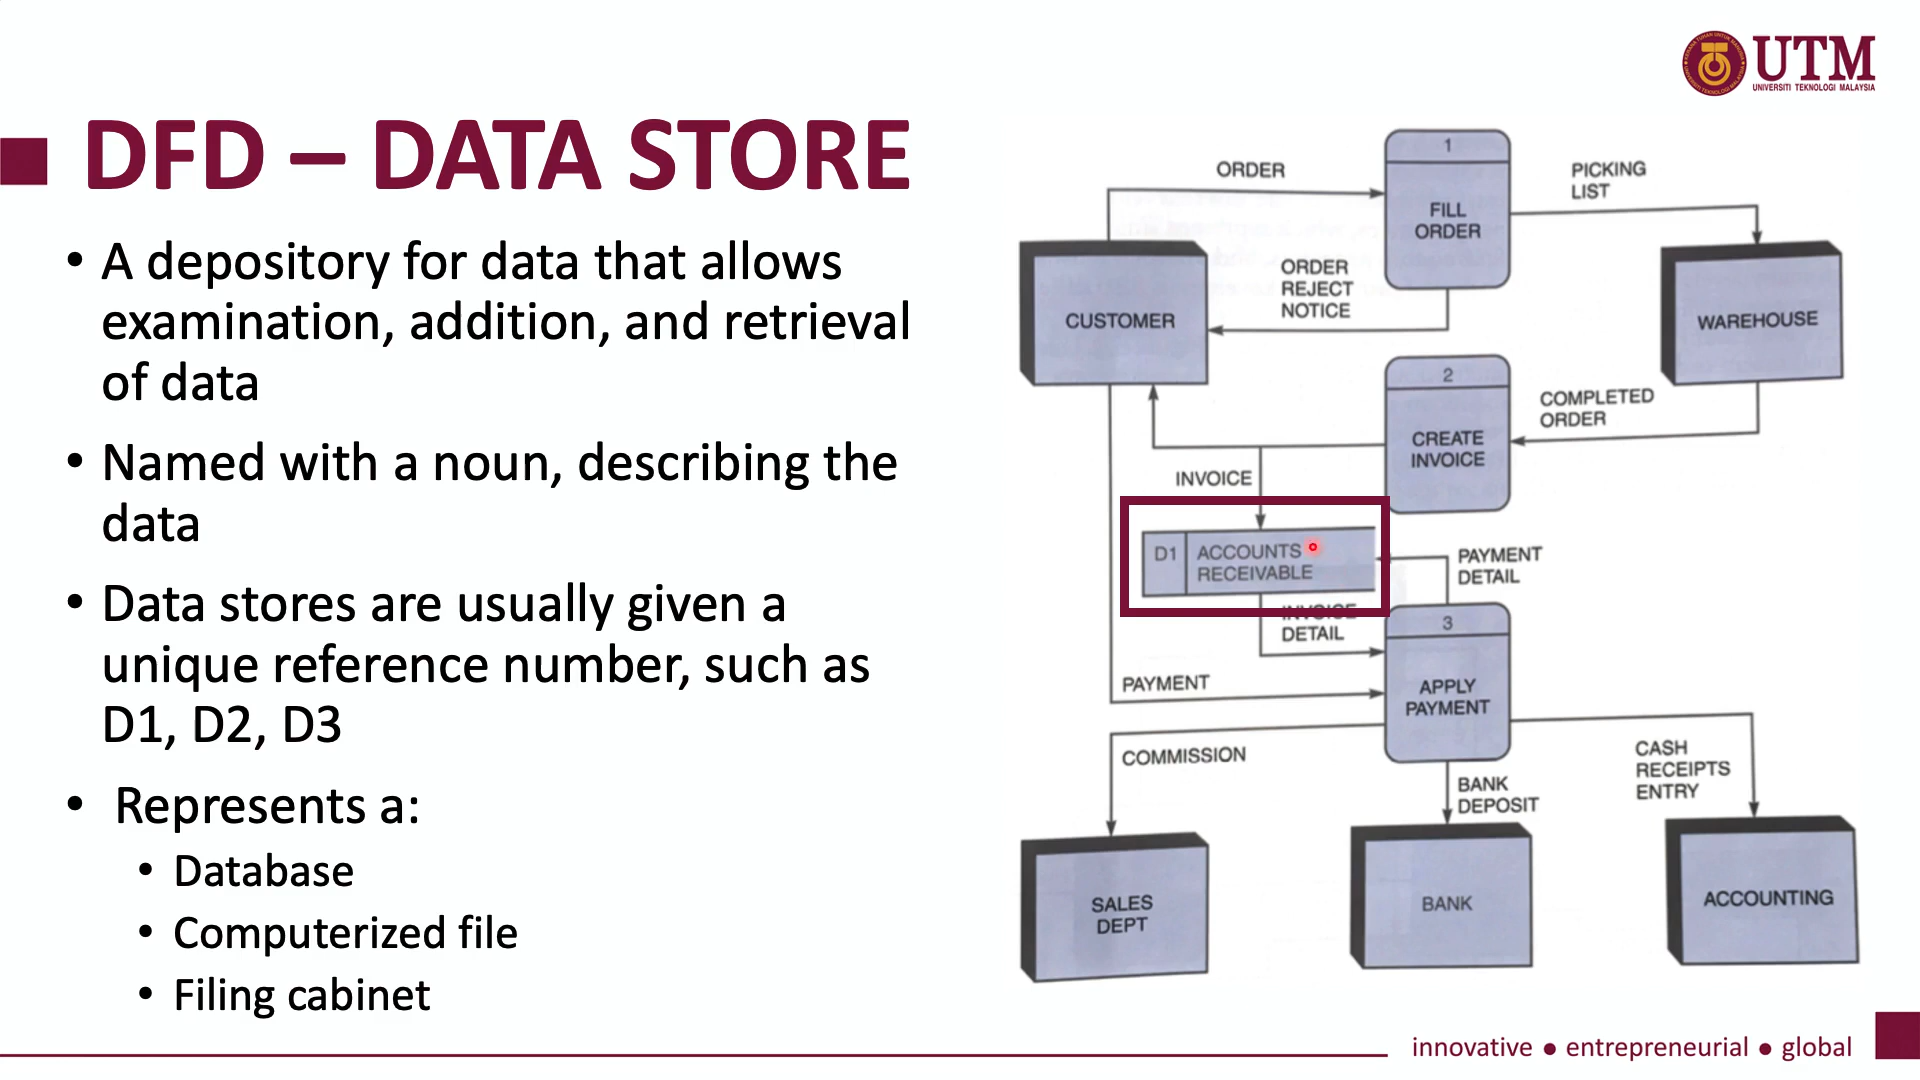 UTM
UNIVERSITI TEKNOLOGI MALAYSIA
DFD – DATA STORE
• A depository for data that allows
examination, addition, and retrieval
of data
• Named with a noun, describing the
data
• Data stores are usually given a
unique reference number, such as
D1, D2, D3
• Represents a:
• Database
• Computerized file
• Filing cabinet
1
FILL
ORDER
ORDER
PICKING
LIST
ORDER
REJECT
NOTICE
CUSTOMER
WAREHOUSE
2
CREATE
INVOICE
COMPLETED
ORDER
INVOICE
D1
ACCOUNTS
RECEIVABLE
PAYMENT
DETAIL
INVOICE
DETAIL
3
APPLY
PAYMENT
PAYMENT
COMMISSION
BANK
DEPOSIT
CASH
RECEIPTS
ENTRY
SALES
DEPT
BANK
ACCOUNTING
innovative ● entrepreneurial ● global